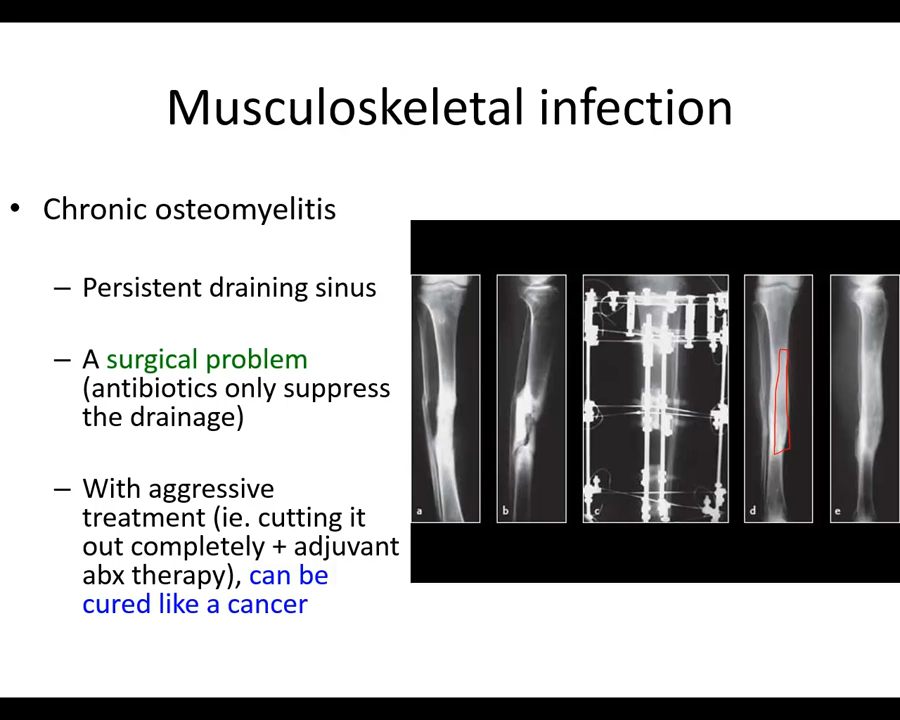 Musculoskeletal infection
• Chronic osteomyelitis
– Persistent draining sinus
– A surgical problem
(antibiotics only suppress
the drainage)
– With aggressive
treatment (ie. cutting it
out completely + adjuvant
abx therapy), can be
cured like a cancer
a b c d e